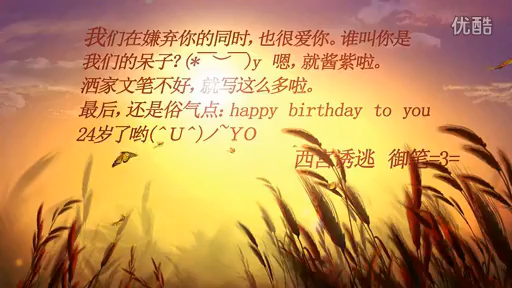 优酷
我们在嫌弃你的同时，也很爱你。谁叫你是
我们的呆子？(*￣︶￣)y 嗯，就酱紫啦。
洒家文笔不好，就写这么多啦。
最后，还是俗气点：happy birthday to you
24岁了哟(^U^)ノ~YO
西宫诱逃 御笔=3=